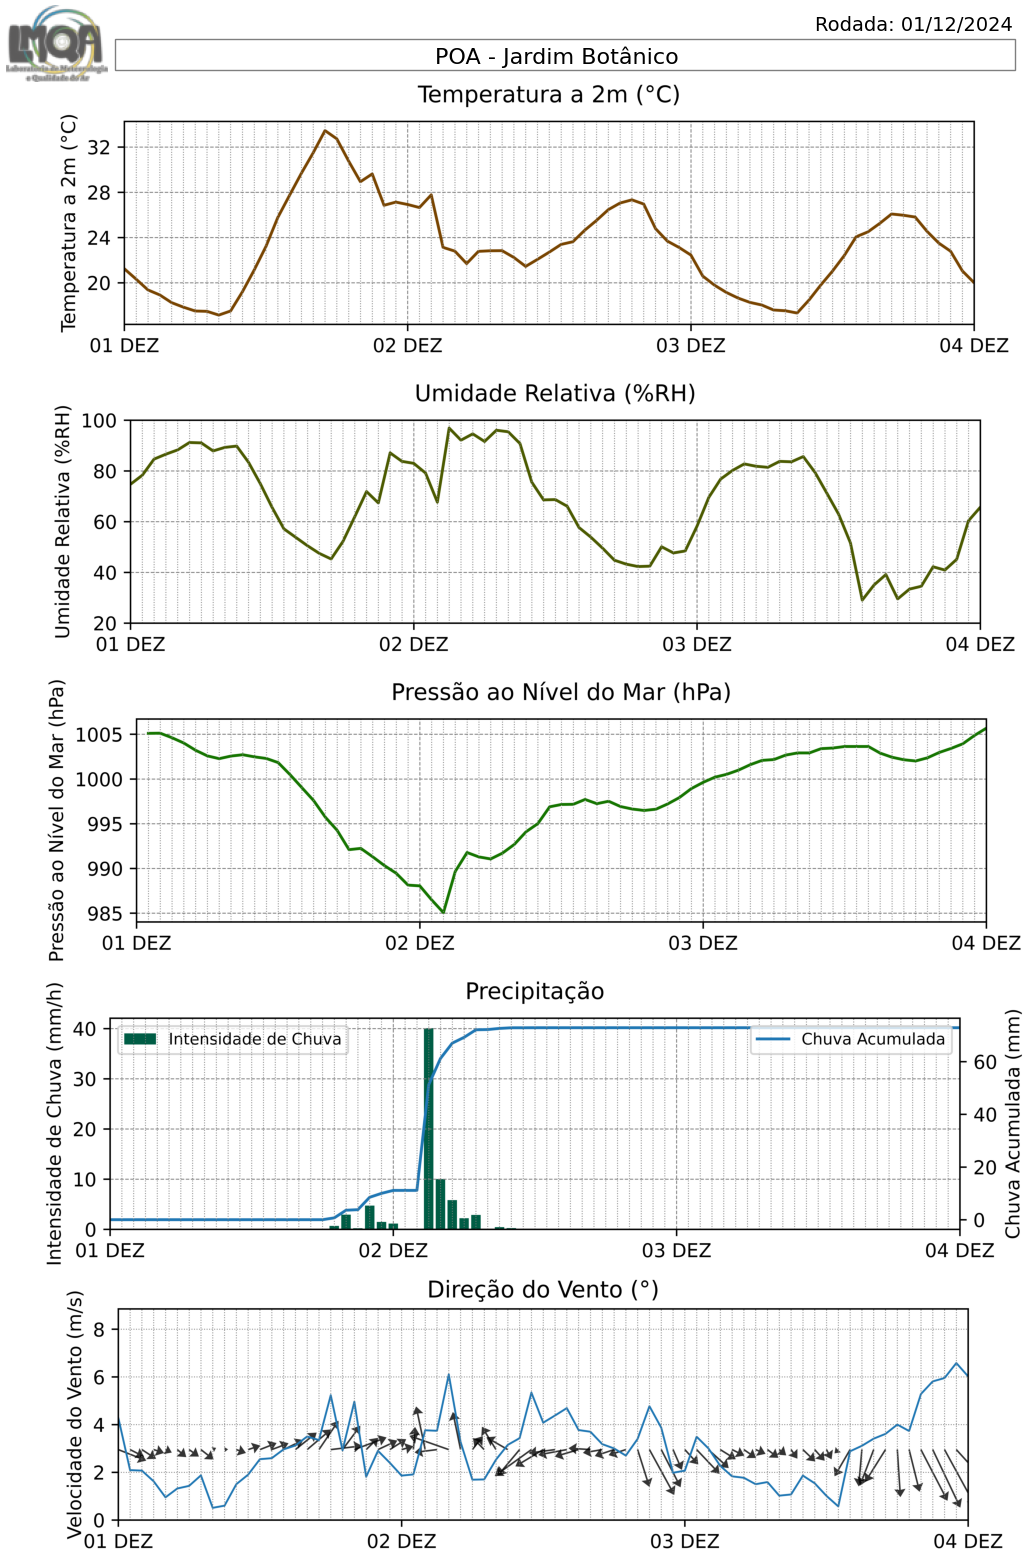 LMQA
Laboratório de Meteorologia
e Qualidade do Ar
Rodada: 01/12/2024
POA - Jardim Botânico
Temperatura a 2m (°C)
Temperatura a 2m (°C)
32
28
24
20
01 DEZ 02 DEZ 03 DEZ 04 DEZ
Umidade Relativa (%RH)
Umidade Relativa (%RH)
100
80
60
40
20
01 DEZ 02 DEZ 03 DEZ 04 DEZ
Pressão ao Nível do Mar (hPa)
Pressão ao Nível do Mar (hPa)
1005
1000
995
990
985
01 DEZ 02 DEZ 03 DEZ 04 DEZ
Precipitação
Intensidade de Chuva (mm/h)
40
30
20
10
0
Intensidade de Chuva
Chuva Acumulada
Chuva Acumulada (mm)
60
40
20
0
01 DEZ 02 DEZ 03 DEZ 04 DEZ
Direção do Vento (°)
Velocidade do Vento (m/s)
8
6
4
2
0
01 DEZ 02 DEZ 03 DEZ 04 DEZ